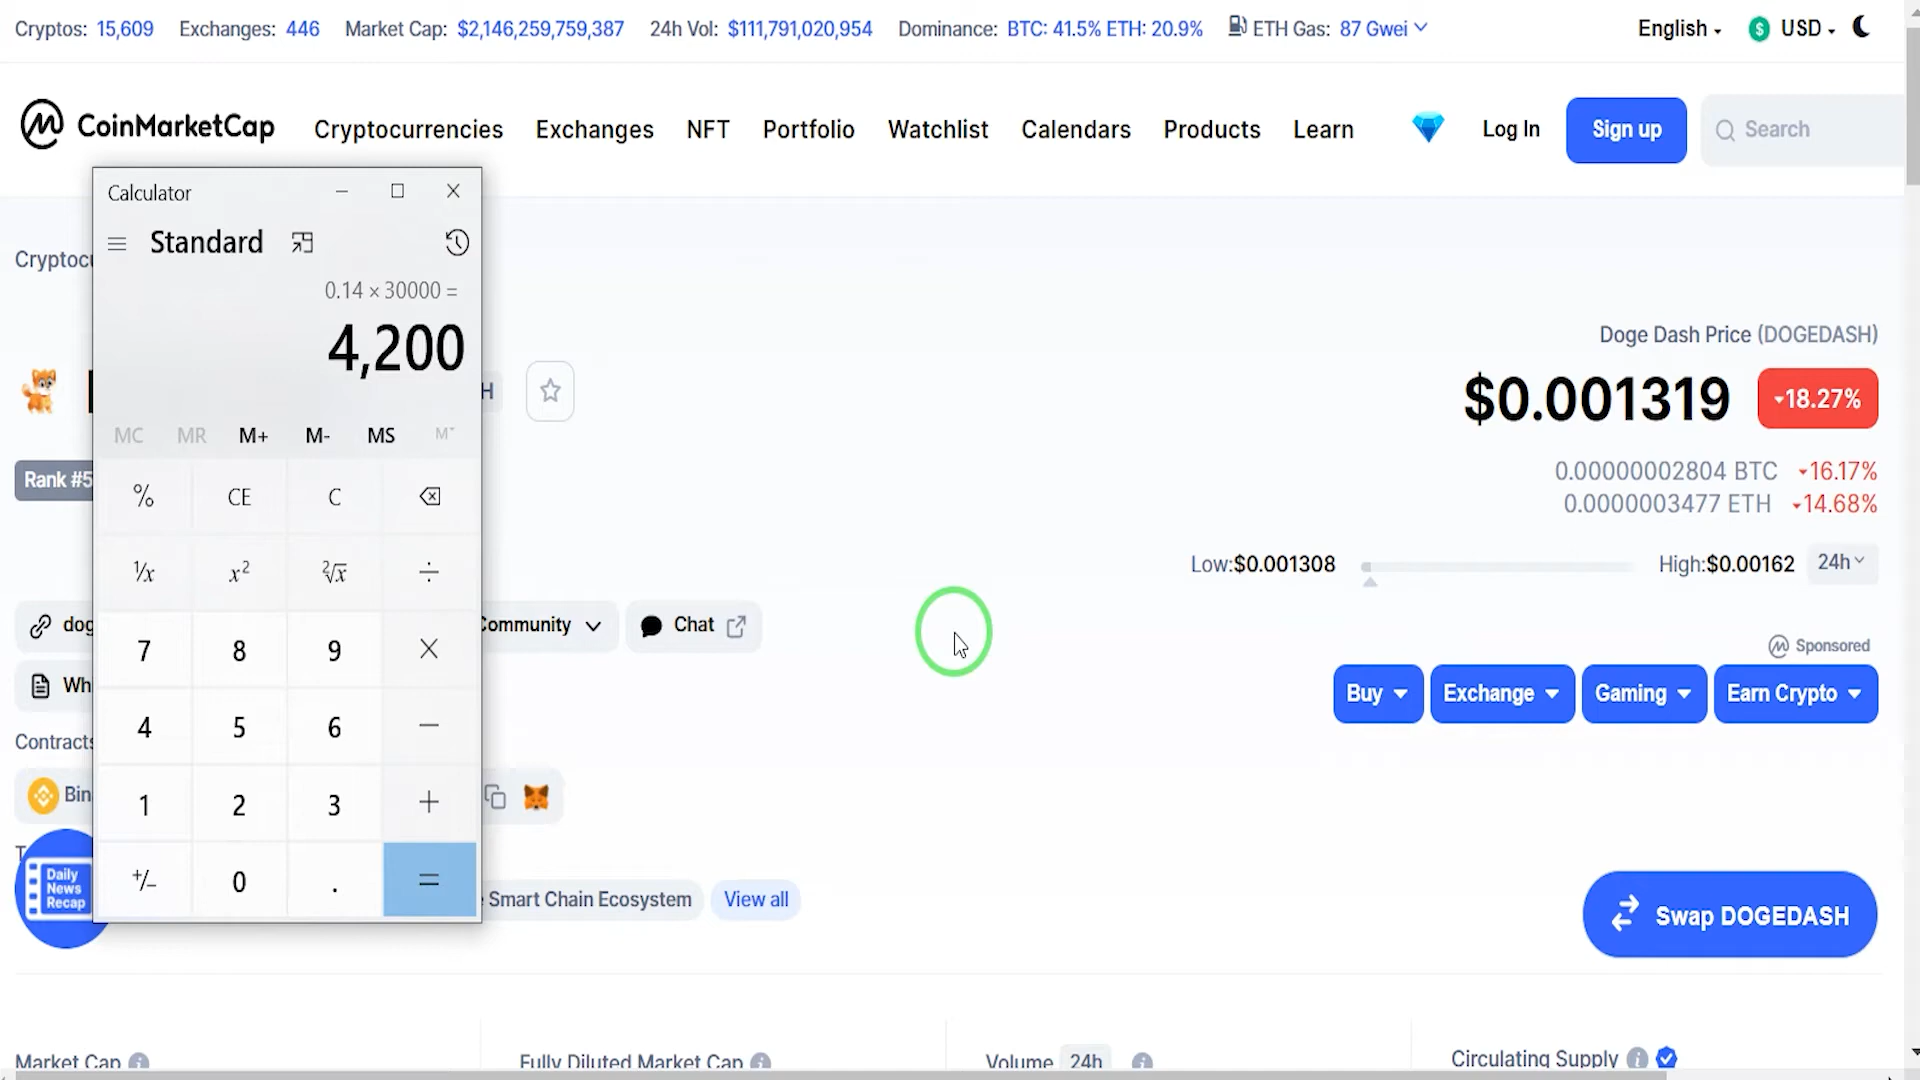 Cryptos: 15,609 Exchanges: 446 Market Cap: $2,146,259,759,387 24h Vol: $111,791,020,954 Dominance: BTC: 41.5% ETH: 20.9% ETH Gas: 87 Gwei English $ USD
CoinMarketCap Cryptocurrencies Exchanges NFT Portfolio Watchlist Calendars Products Learn Log In Sign up Search
Calculator
Standard
0.14 × 30000 =
4,200
MC MR M+ M- MS M
% CE C
1/x x² ²√x ÷
7 8 9 ×
4 5 6 −
1 2 3 +
+/− 0 . =
Rank #5
Community Chat
Contracts
Daily
News
Recap
Smart Chain Ecosystem View all
Doge Dash Price (DOGEDASH)
$0.001319 18.27%
0.00000002804 BTC 16.17%
0.0000003477 ETH 14.68%
Low:$0.001308 High:$0.00162 24h
Sponsored
Buy Exchange Gaming Earn Crypto
Swap DOGEDASH
Market Cap Fully Diluted Market Cap Volume 24h Circulating Supply